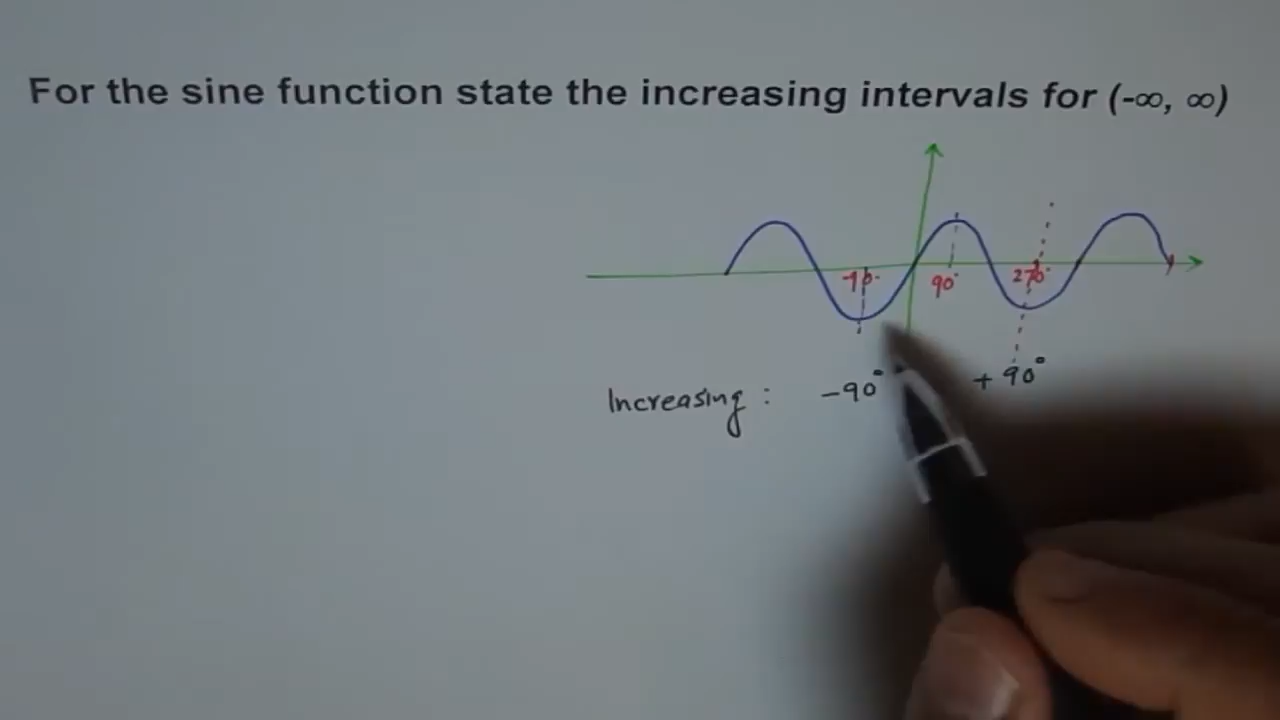 For the sine function state the increasing intervals for (-∞, ∞)
-90° 90° 270°
Increasing : -90° +90°